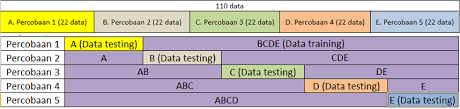 110 data
A. Percobaan 1 (22 data) B. Percobaan 2 (22 data) C. Percobaan 3 (22 data) D. Percobaan 4 (22 data) E. Percobaan 5 (22 data)
Percobaan 1 A (Data testing) BCDE (Data training)
Percobaan 2 A B (Data testing) CDE
Percobaan 3 AB C (Data testing) DE
Percobaan 4 ABC D (Data testing) E
Percobaan 5 ABCD E (Data testing)